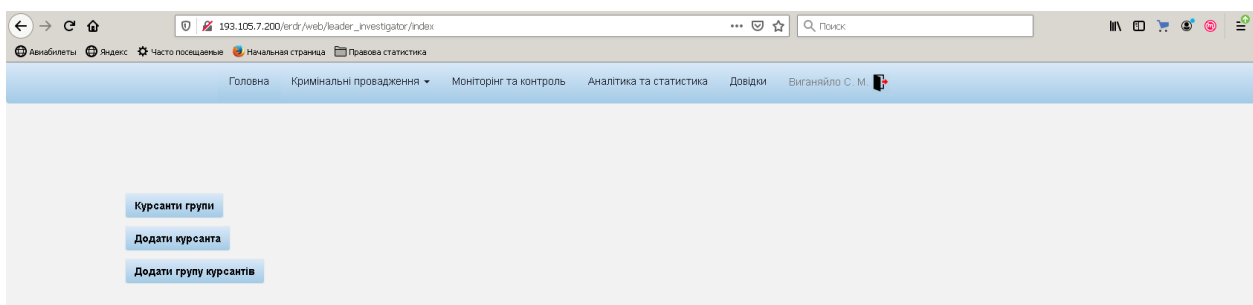 193.105.7.200/erdr/web/leader_investigator/index
Поиск
Авиабилеты Яндекс Часто посещаемые Начальная страница Правова статистика
Головна Кримінальні провадження Моніторінг та контроль Аналітика та статистика Довідки Виганяйло С. М.
Курсанти групи
Додати курсанта
Додати групу курсантів